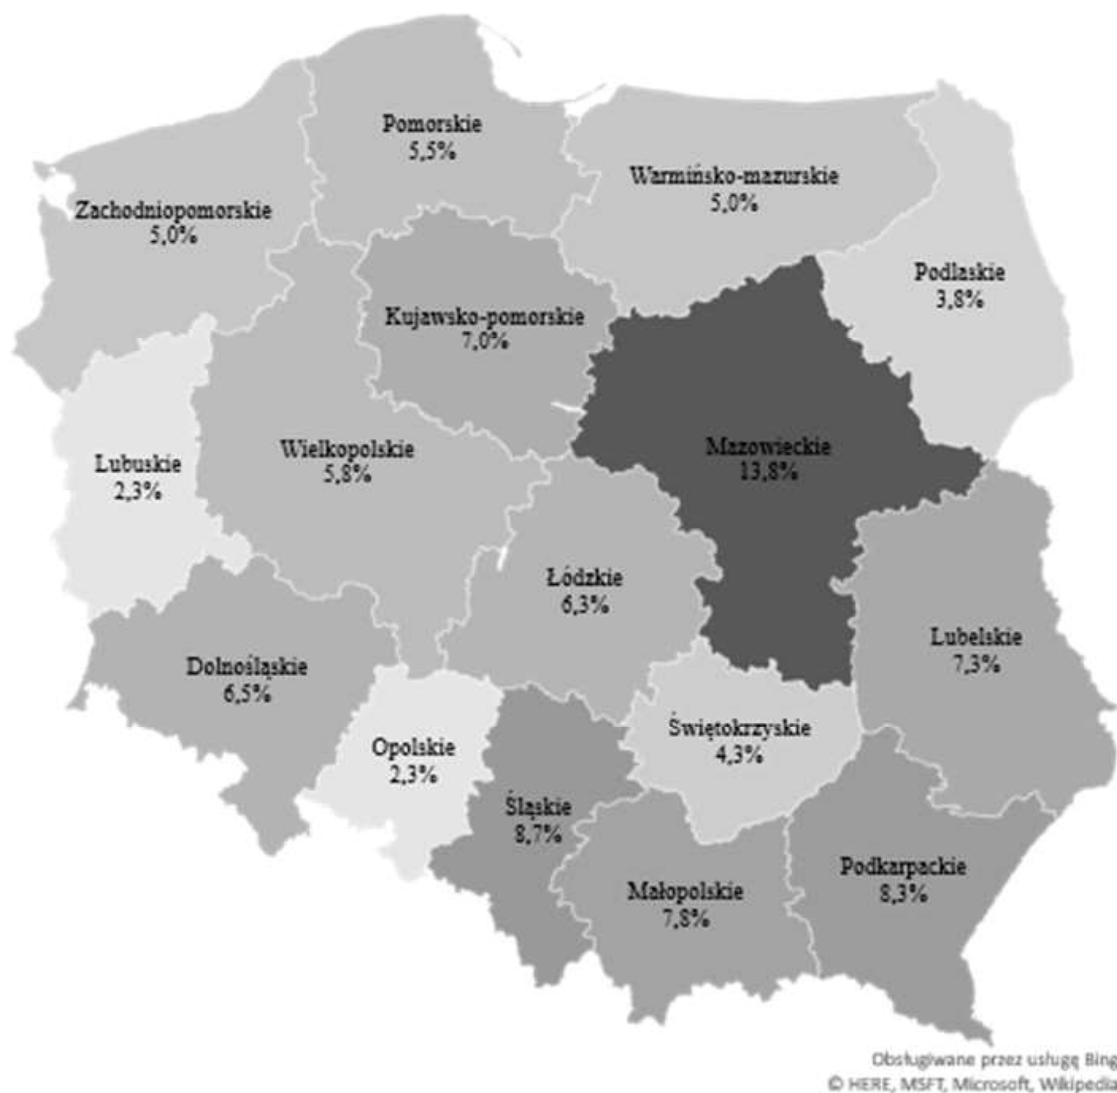 Pomorskie
5,5%
Warmińsko-mazurskie
5,0%
Zachodniopomorskie
5,0%
Podlaskie
3,8%
Kujawsko-pomorskie
7,0%
Mazowieckie
13,8%
Wielkopolskie
5,8%
Lubuskie
2,3%
Łódzkie
6,3%
Lubelskie
7,3%
Dolnośląskie
6,5%
Świętokrzyskie
4,3%
Opolskie
2,3%
Śląskie
8,7%
Podkarpackie
8,3%
Małopolskie
7,8%
Obsługiwane przez usługę Bing
© HERE, MSFT, Microsoft, Wikipedia